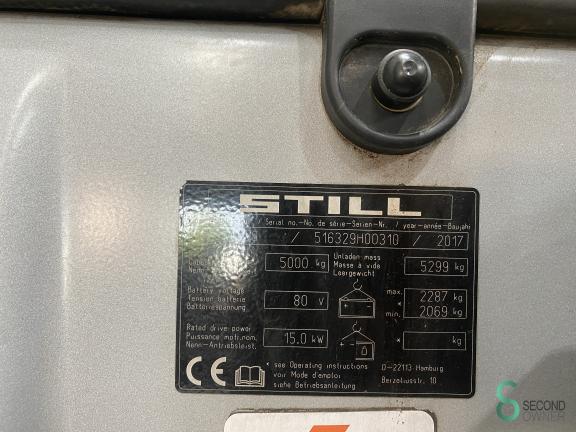 STILL
Serial no.-No. de série-Serien-Nr. / year-année-Baujahr
/ 516329H00310 / 2017
5000 kg
Unladen mass
Masse à vide
Leergewicht
5299 kg
Battery voltage
Tension batterie
Batteriespannung
80 V
max. 2287 kg
*
min. 2069 kg
Rated drive power
Puissance motr.nom.
Nenn-Antriebsleist.
15.0 kW
* kg
CE
* see Operating instructions
voir Mode d'emploi
siehe Betriebsanleitung
D-22113 Hamburg
Berzeliusstr. 10
SECOND
OWNER